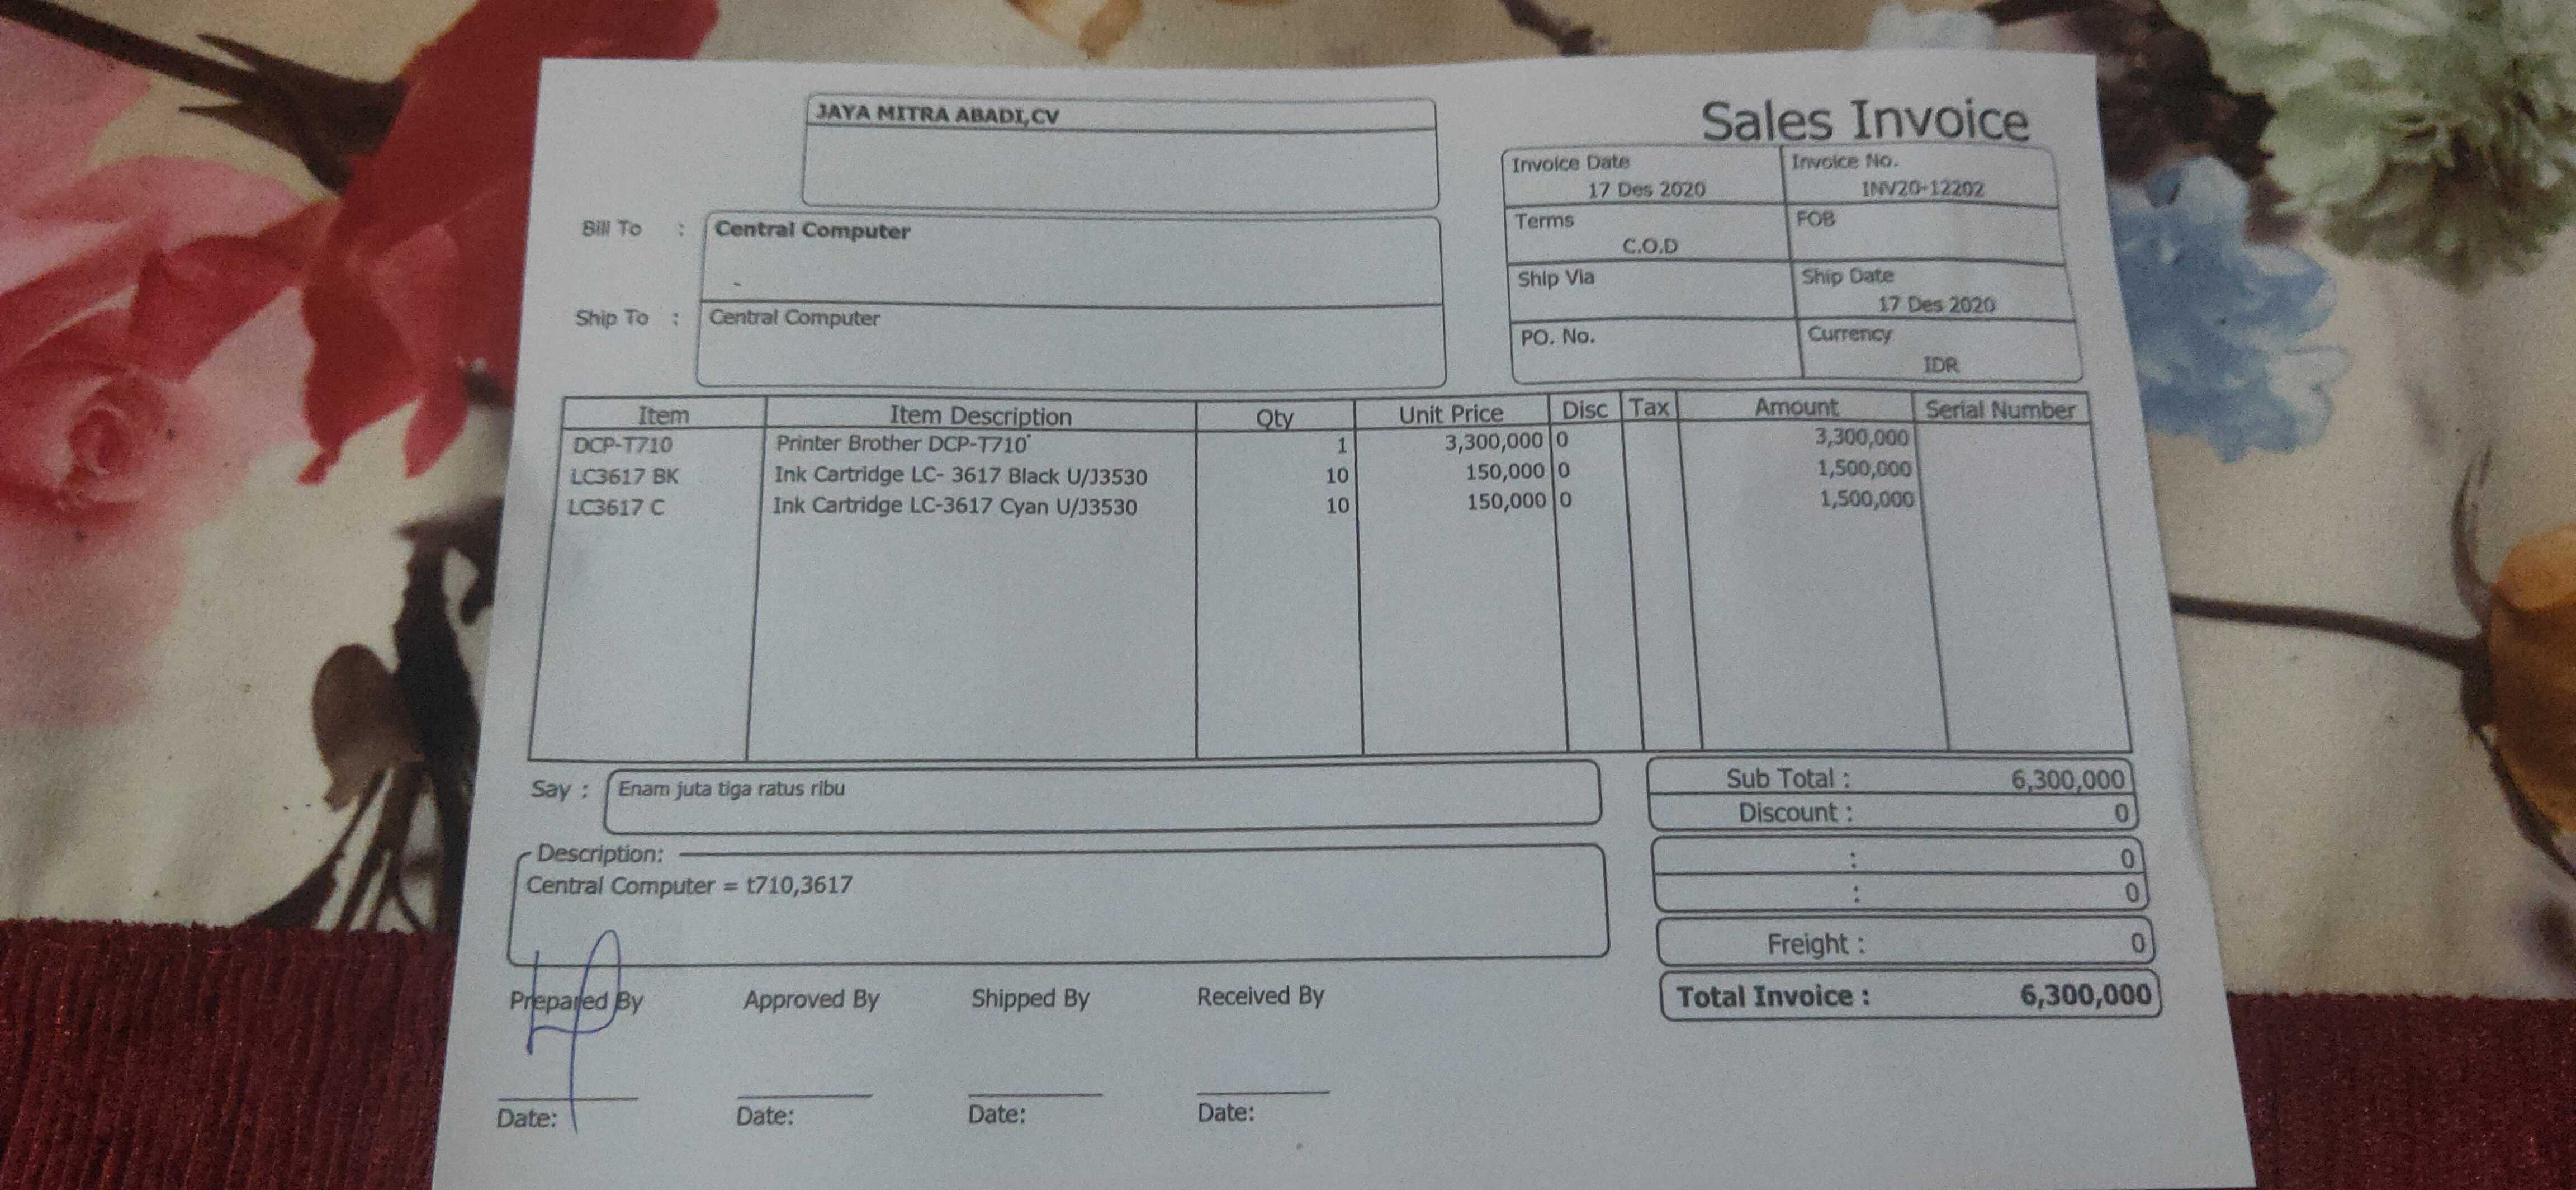 JAYA MITRA ABADI,CV
Sales Invoice
Invoice Date
17 Des 2020
Invoice No.
INV20-12202
Terms
C.O.D
FOB
Ship Via
Ship Date
17 Des 2020
PO. No.
Currency
IDR
Bill To : Central Computer
-
Ship To : Central Computer
Item Item Description Qty Unit Price Disc Tax Amount Serial Number
DCP-T710 Printer Brother DCP-T710 1 3,300,000 0 3,300,000
LC3617 BK Ink Cartridge LC- 3617 Black U/J3530 10 150,000 0 1,500,000
LC3617 C Ink Cartridge LC-3617 Cyan U/J3530 10 150,000 0 1,500,000
Say : Enam juta tiga ratus ribu
Sub Total : 6,300,000
Discount : 0
: 0
: 0
Freight : 0
Total Invoice : 6,300,000
Description:
Central Computer = t710,3617
Prepared By Approved By Shipped By Received By
Date: Date: Date: Date: